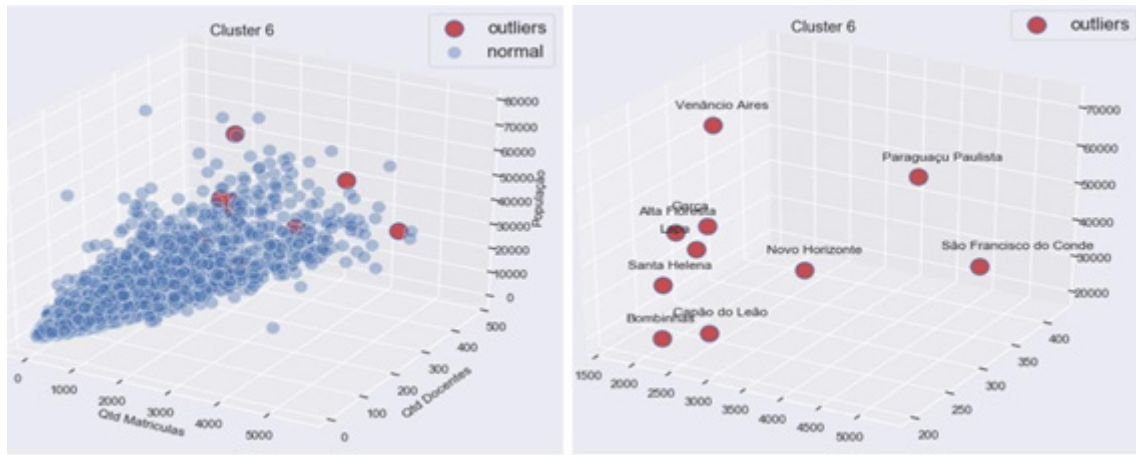 Cluster 6
outliers
normal
80000
70000
60000
50000
40000
30000
20000
10000
0
População
500
400
300
200
100
0
Qtd Docentes
0
1000
2000
3000
4000
5000
Qtd Matriculas
Cluster 6
outliers
Venâncio Aires
Paraguaçu Paulista
Garça
Alta Floresta
Lapa
Novo Horizonte
São Francisco do Conde
Santa Helena
Capão do Leão
Bombinhas
70000
60000
50000
40000
30000
20000
400
350
300
250
200
1500
2000
2500
3000
3500
4000
4500
5000